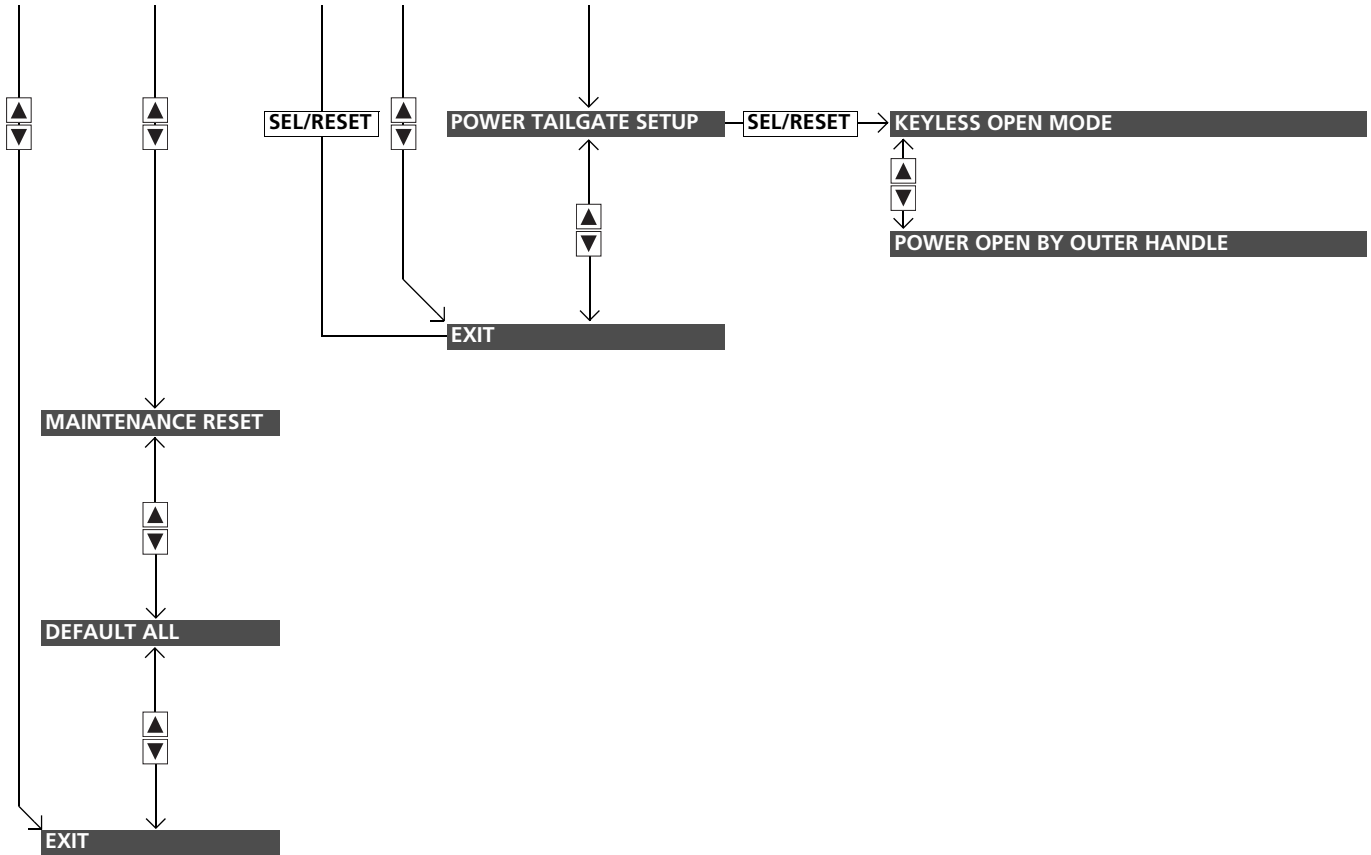 SEL/RESET
POWER TAILGATE SETUP
SEL/RESET
KEYLESS OPEN MODE
POWER OPEN BY OUTER HANDLE
EXIT
MAINTENANCE RESET
DEFAULT ALL
EXIT